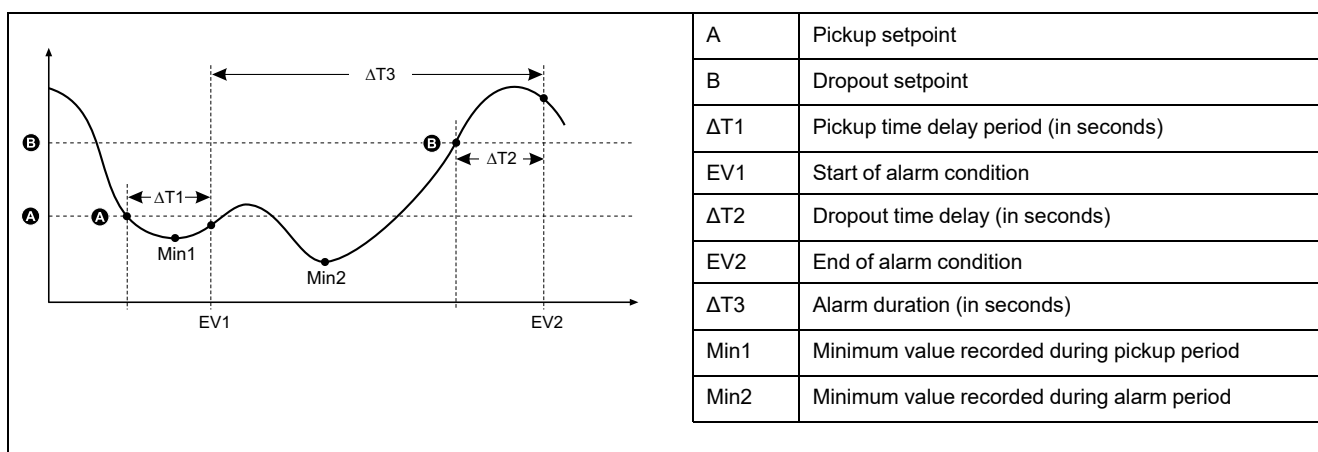 ΔT3
B
B
ΔT2
ΔT1
A
A
Min1
Min2
EV1
EV2
A Pickup setpoint
B Dropout setpoint
ΔT1 Pickup time delay period (in seconds)
EV1 Start of alarm condition
ΔT2 Dropout time delay (in seconds)
EV2 End of alarm condition
ΔT3 Alarm duration (in seconds)
Min1 Minimum value recorded during pickup period
Min2 Minimum value recorded during alarm period